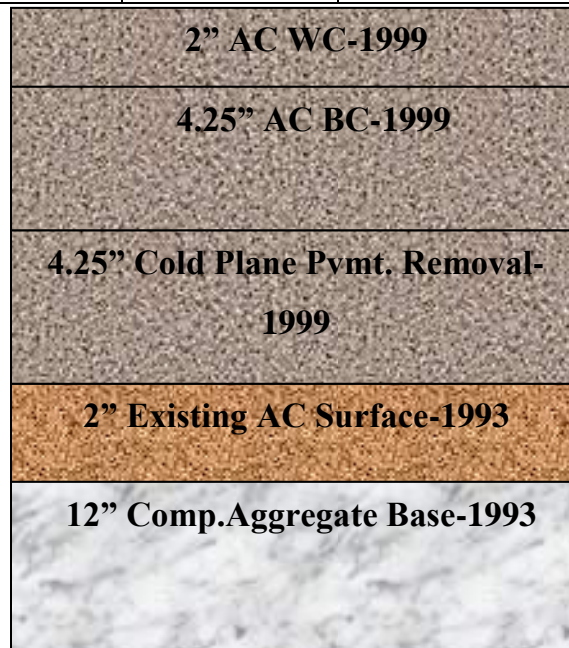 2” AC WC-1999
4.25” AC BC-1999
4.25” Cold Plane Pvmt. Removal-
1999
2” Existing AC Surface-1993
12” Comp.Aggregate Base-1993